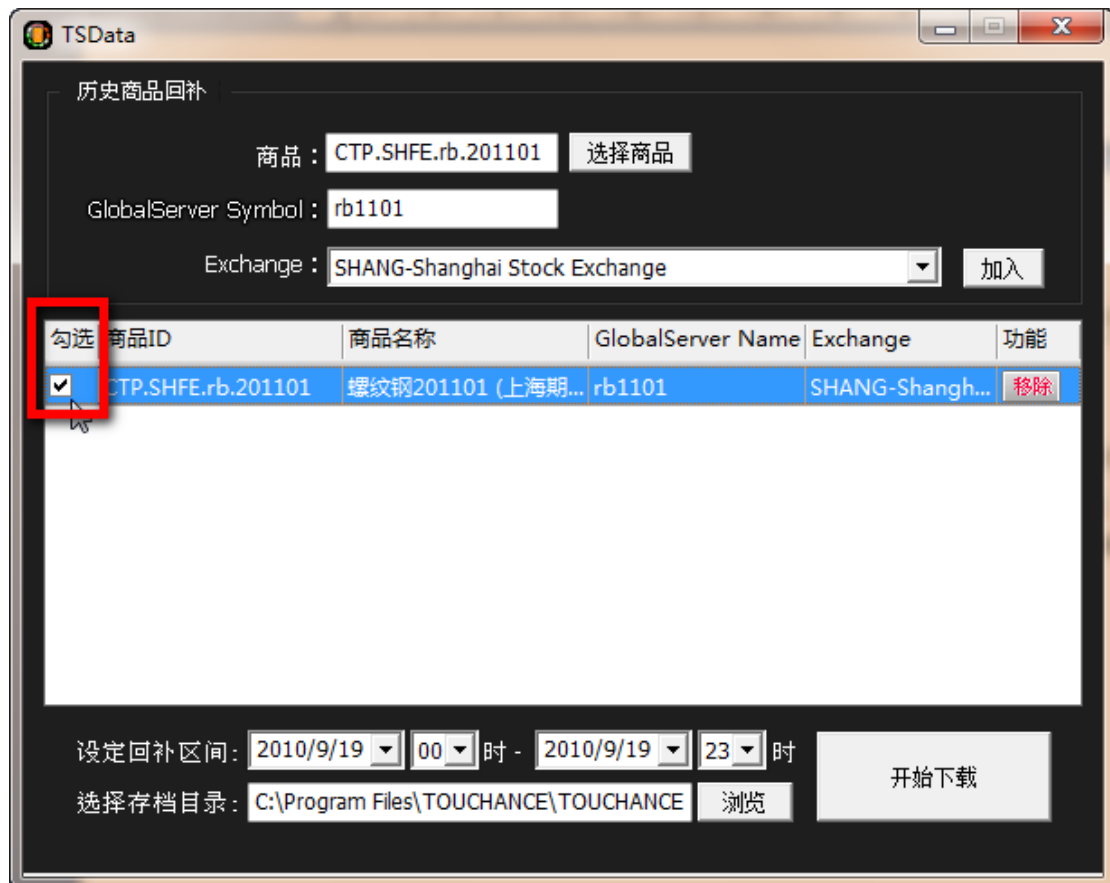 TSData
历史商品回补
商品： CTP.SHFE.rb.201101 选择商品
GlobalServer Symbol： rb1101
Exchange： SHANG-Shanghai Stock Exchange 加入
勾选 商品ID 商品名称 GlobalServer Name Exchange 功能
CTP.SHFE.rb.201101 螺纹钢201101 (上海期... rb1101 SHANG-Shangh... 移除
设定回补区间: 2010/9/19 00 时 - 2010/9/19 23 时
开始下载
选择存档目录: C:\Program Files\TOUCHANCE\TOUCHANCE 浏览